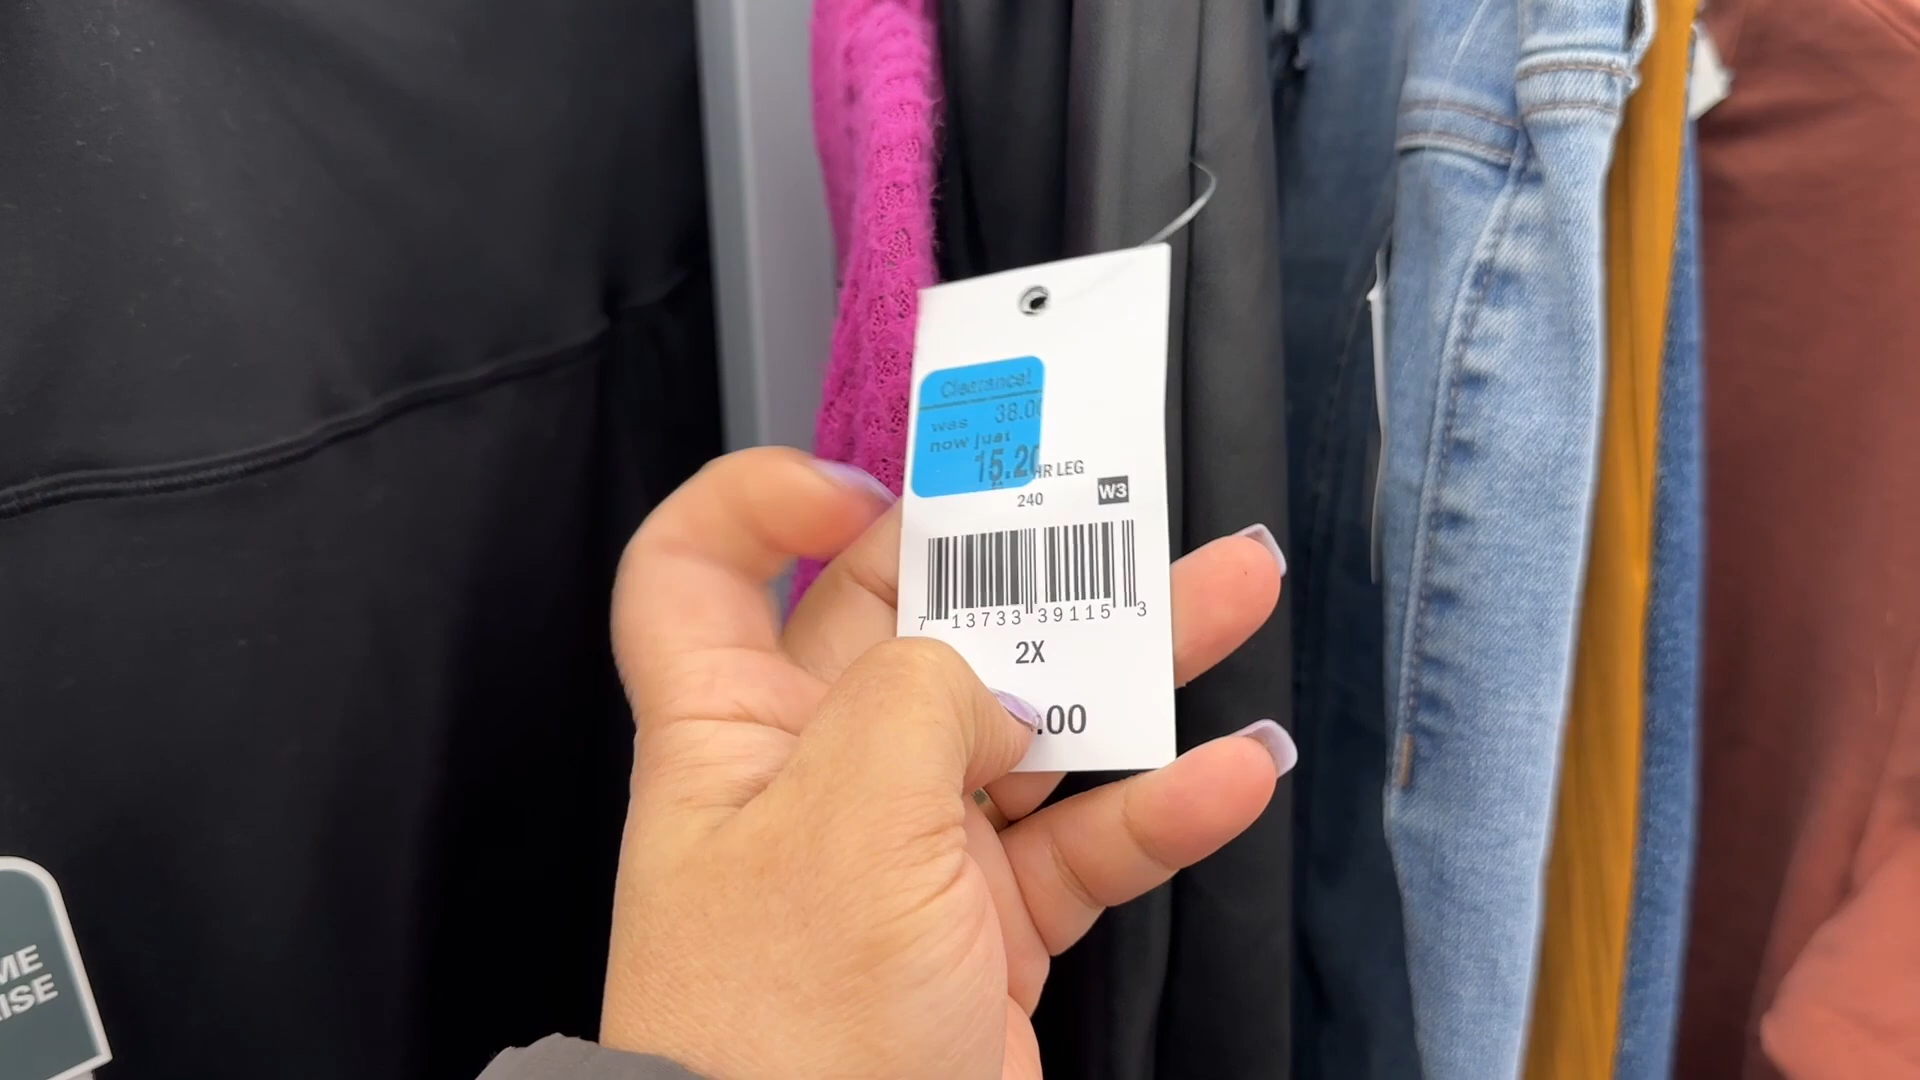 Clearance!
was 38.00
now just
15.20
HR LEG
240
W3
7 13733 39115 3
2X
.00
ME
ISE